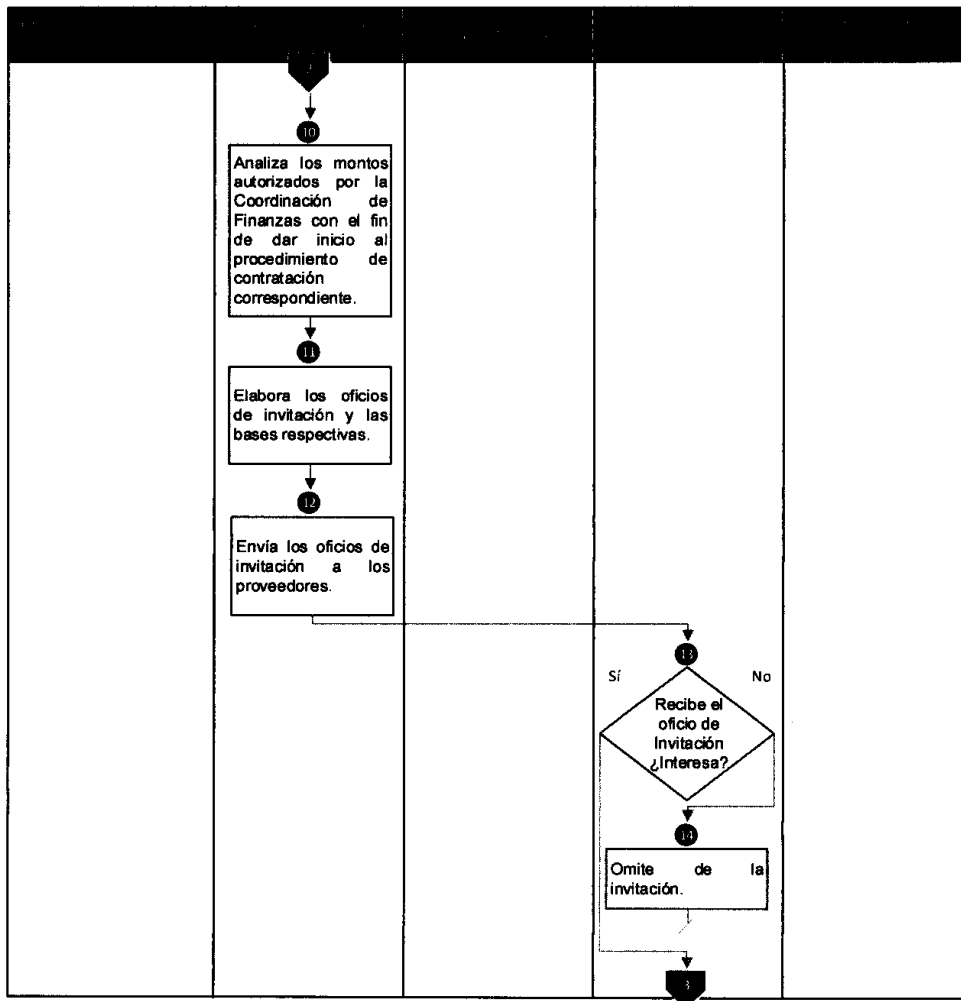 10
Analiza los montos
autorizados por la
Coordinación de
Finanzas con el fin
de dar inicio al
procedimiento de
contratación
correspondiente.
11
Elabora los oficios
de invitación y las
bases respectivas.
12
Envía los oficios de
invitación a los
proveedores.
13
Sí
No
Recibe el
oficio de
Invitación
¿Interesa?
14
Omite de la
invitación.
3